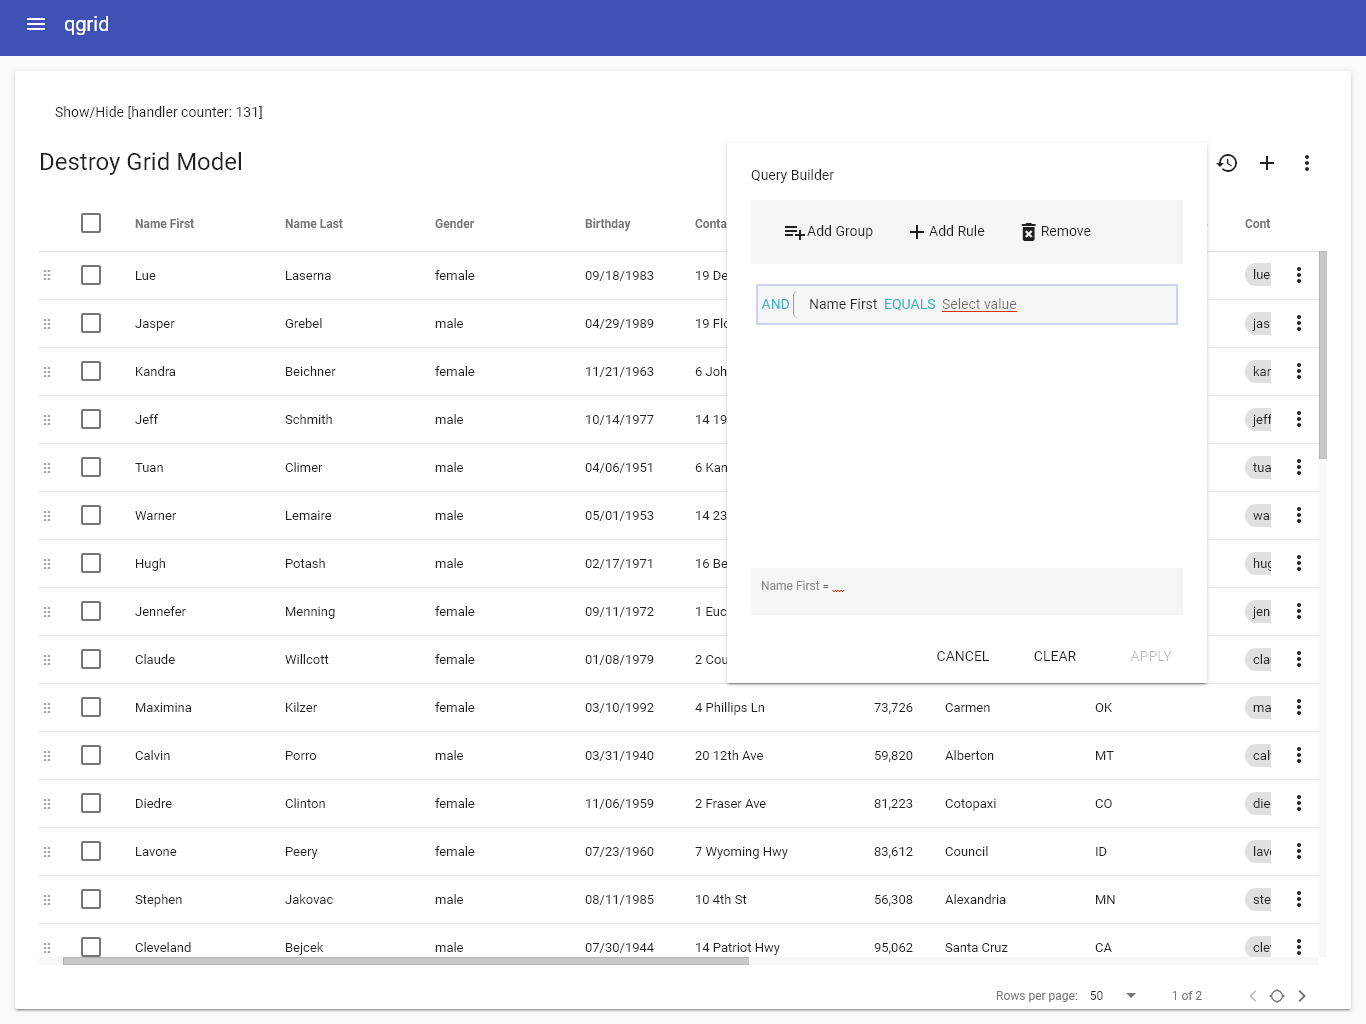 qgrid
Show/Hide [handler counter: 131]
Destroy Grid Model
Name First Name Last Gender Birthday Conta Cont
Lue Laserna female 09/18/1983 19 De lue
Jasper Grebel male 04/29/1989 19 Flo jas
Kandra Beichner female 11/21/1963 6 Joh kar
Jeff Schmith male 10/14/1977 14 19 jeff
Tuan Climer male 04/06/1951 6 Kan tua
Warner Lemaire male 05/01/1953 14 23 wa
Hugh Potash male 02/17/1971 16 Be hug
Jennefer Menning female 09/11/1972 1 Euc jen
Claude Willcott female 01/08/1979 2 Cou cla
Maximina Kilzer female 03/10/1992 4 Phillips Ln 73,726 Carmen OK ma
Calvin Porro male 03/31/1940 20 12th Ave 59,820 Alberton MT cal
Diedre Clinton female 11/06/1959 2 Fraser Ave 81,223 Cotopaxi CO die
Lavone Peery female 07/23/1960 7 Wyoming Hwy 83,612 Council ID lav
Stephen Jakovac male 08/11/1985 10 4th St 56,308 Alexandria MN ste
Cleveland Bejcek male 07/30/1944 14 Patriot Hwy 95,062 Santa Cruz CA cle
Query Builder
Add Group Add Rule Remove
AND Name First EQUALS Select value
Name First =
CANCEL CLEAR APPLY
Rows per page: 50 1 of 2